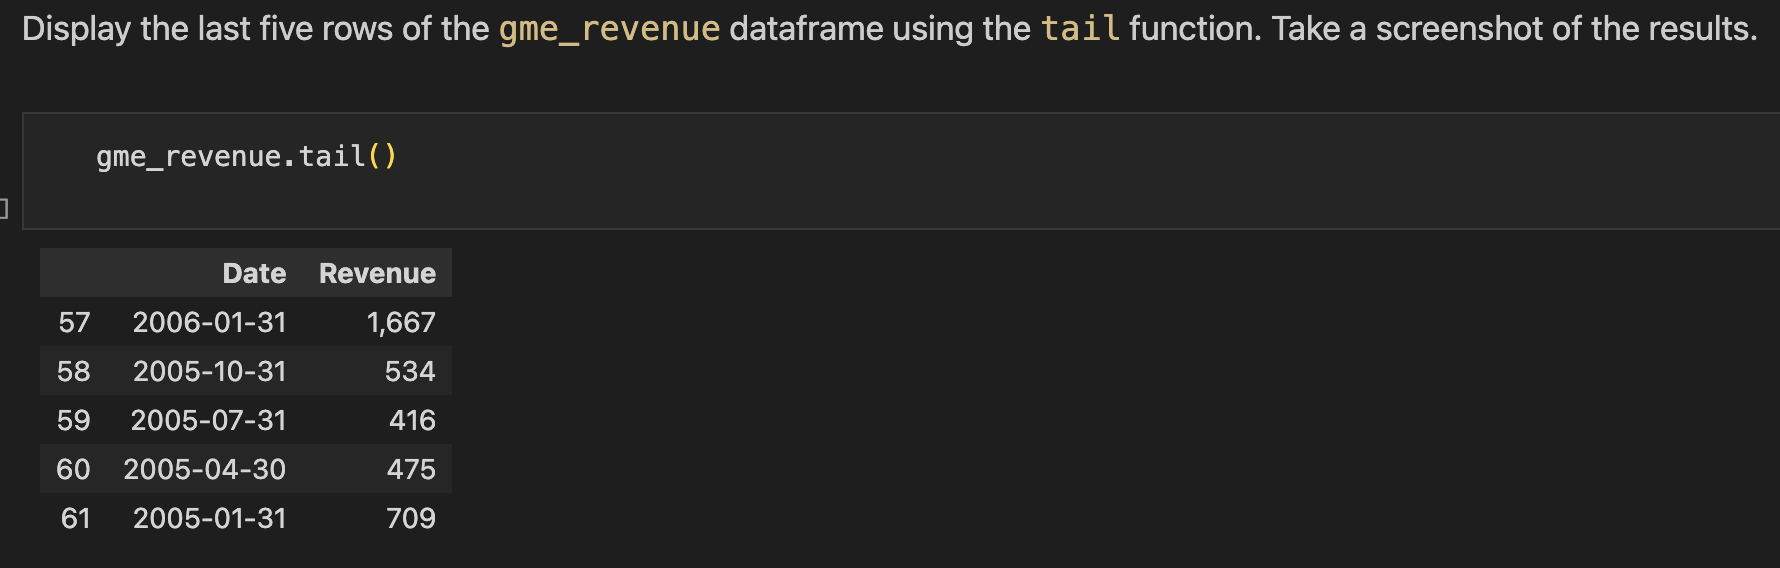 Display the last five rows of the gme_revenue dataframe using the tail function. Take a screenshot of the results.
gme_revenue.tail()
Date Revenue
57 2006-01-31 1,667
58 2005-10-31 534
59 2005-07-31 416
60 2005-04-30 475
61 2005-01-31 709